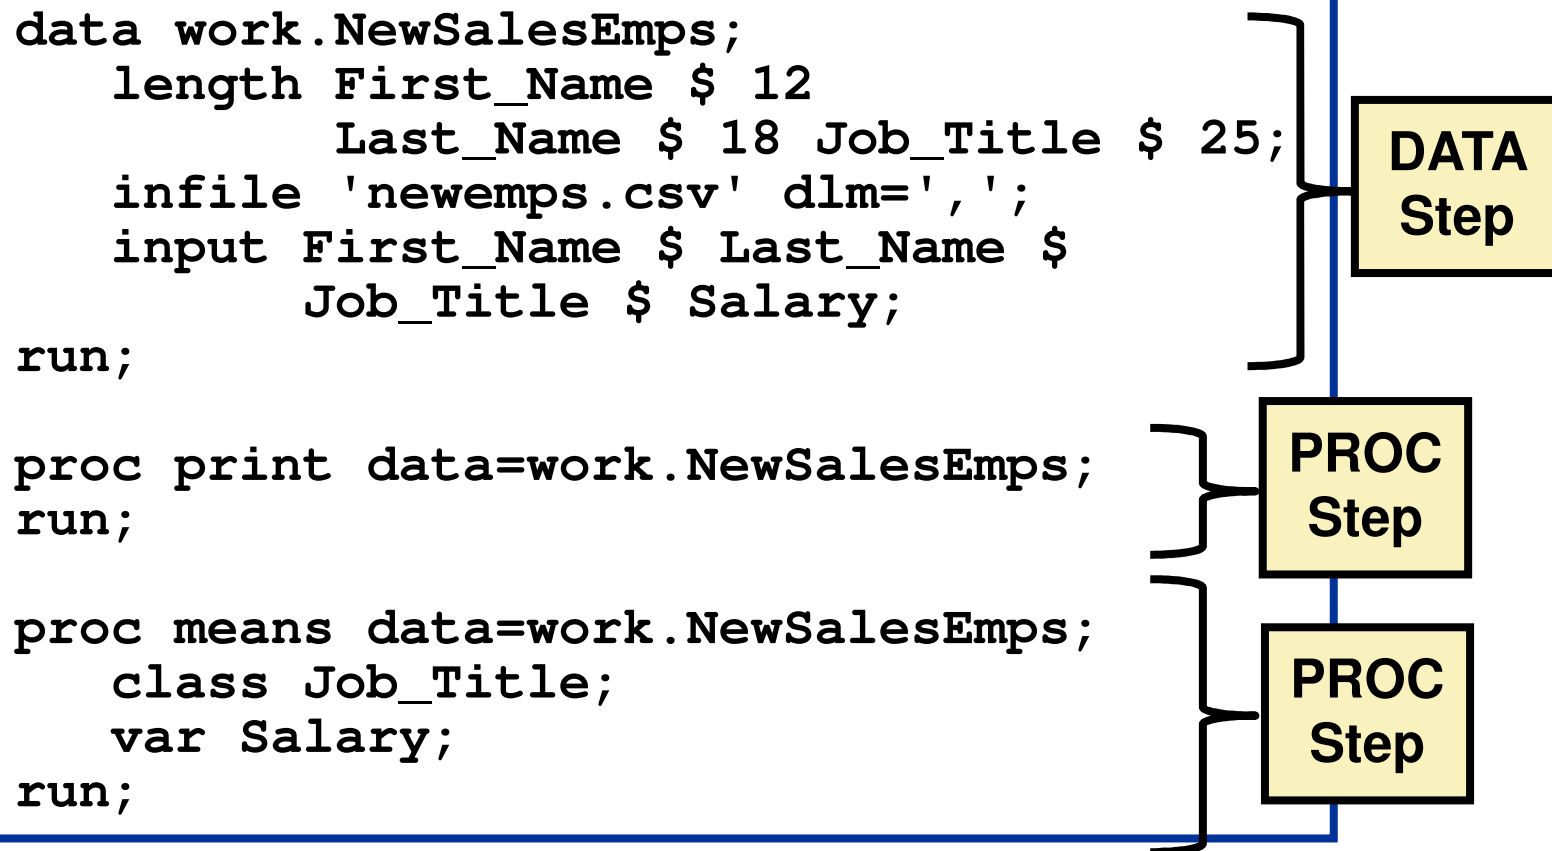 data work.NewSalesEmps;
length First_Name $ 12
Last_Name $ 18 Job_Title $ 25;
infile 'newemps.csv' dlm=',';
input First_Name $ Last_Name $
Job_Title $ Salary;
run;
DATA
Step
proc print data=work.NewSalesEmps;
run;
PROC
Step
proc means data=work.NewSalesEmps;
class Job_Title;
var Salary;
run;
PROC
Step